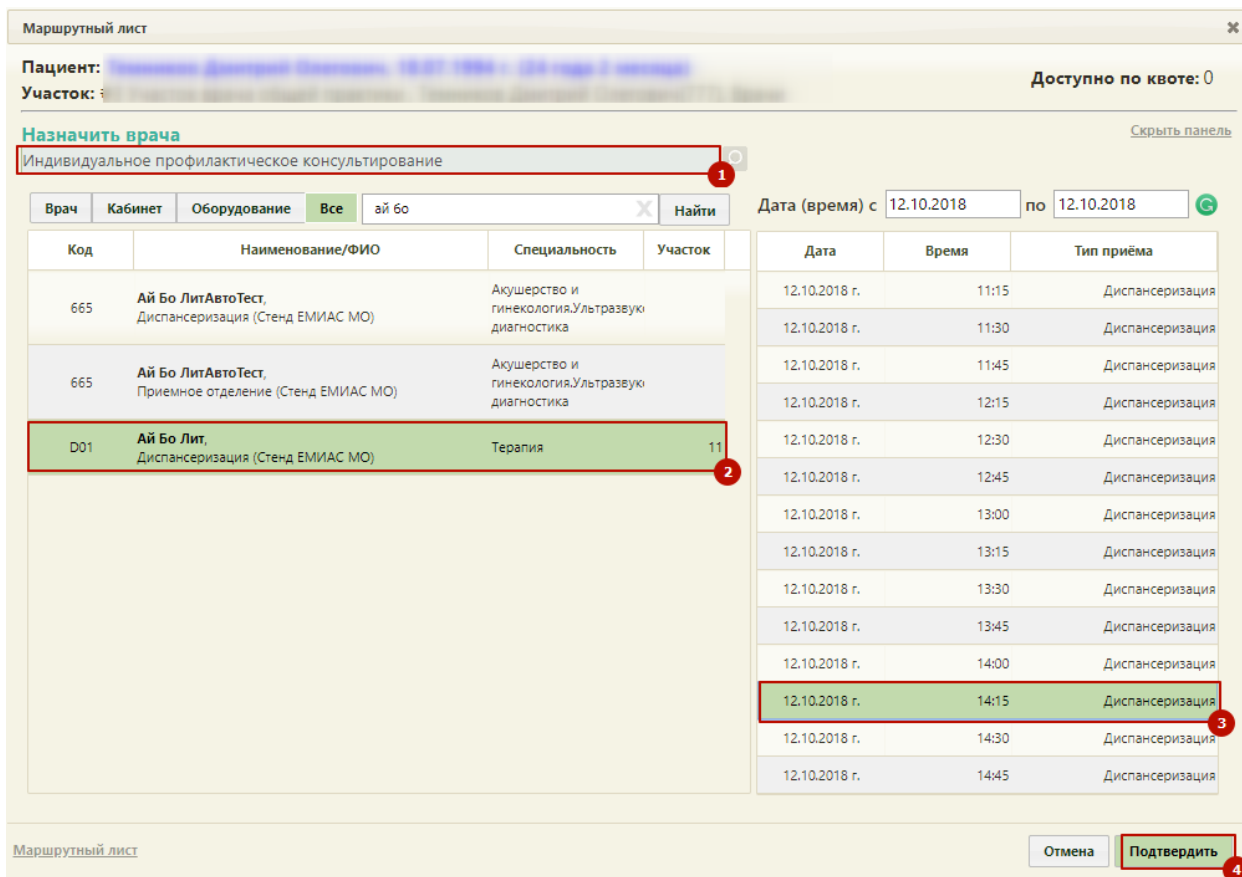 Маршрутный лист
Пациент:
Участок:
Доступно по квоте: 0
Назначить врача
Скрыть панель
Индивидуальное профилактическое консультирование
1
Врач Кабинет Оборудование Все ай бо X Найти
Дата (время) с 12.10.2018 по 12.10.2018
Код Наименование/ФИО Специальность Участок
665 Ай Бо ЛитАвтоТест, Диспансеризация (Стенд ЕМИАС МО) Акушерство и гинекология.Ультразвук диагностика
665 Ай Бо ЛитАвтоТест, Приемное отделение (Стенд ЕМИАС МО) Акушерство и гинекология.Ультразвук диагностика
D01 Ай Бо Лит, Диспансеризация (Стенд ЕМИАС МО) Терапия 11
2
Дата Время Тип приёма
12.10.2018 г. 11:15 Диспансеризация
12.10.2018 г. 11:30 Диспансеризация
12.10.2018 г. 11:45 Диспансеризация
12.10.2018 г. 12:15 Диспансеризация
12.10.2018 г. 12:30 Диспансеризация
12.10.2018 г. 12:45 Диспансеризация
12.10.2018 г. 13:00 Диспансеризация
12.10.2018 г. 13:15 Диспансеризация
12.10.2018 г. 13:30 Диспансеризация
12.10.2018 г. 13:45 Диспансеризация
12.10.2018 г. 14:00 Диспансеризация
12.10.2018 г. 14:15 Диспансеризация
3
12.10.2018 г. 14:30 Диспансеризация
12.10.2018 г. 14:45 Диспансеризация
Маршрутный лист
Отмена Подтвердить
4